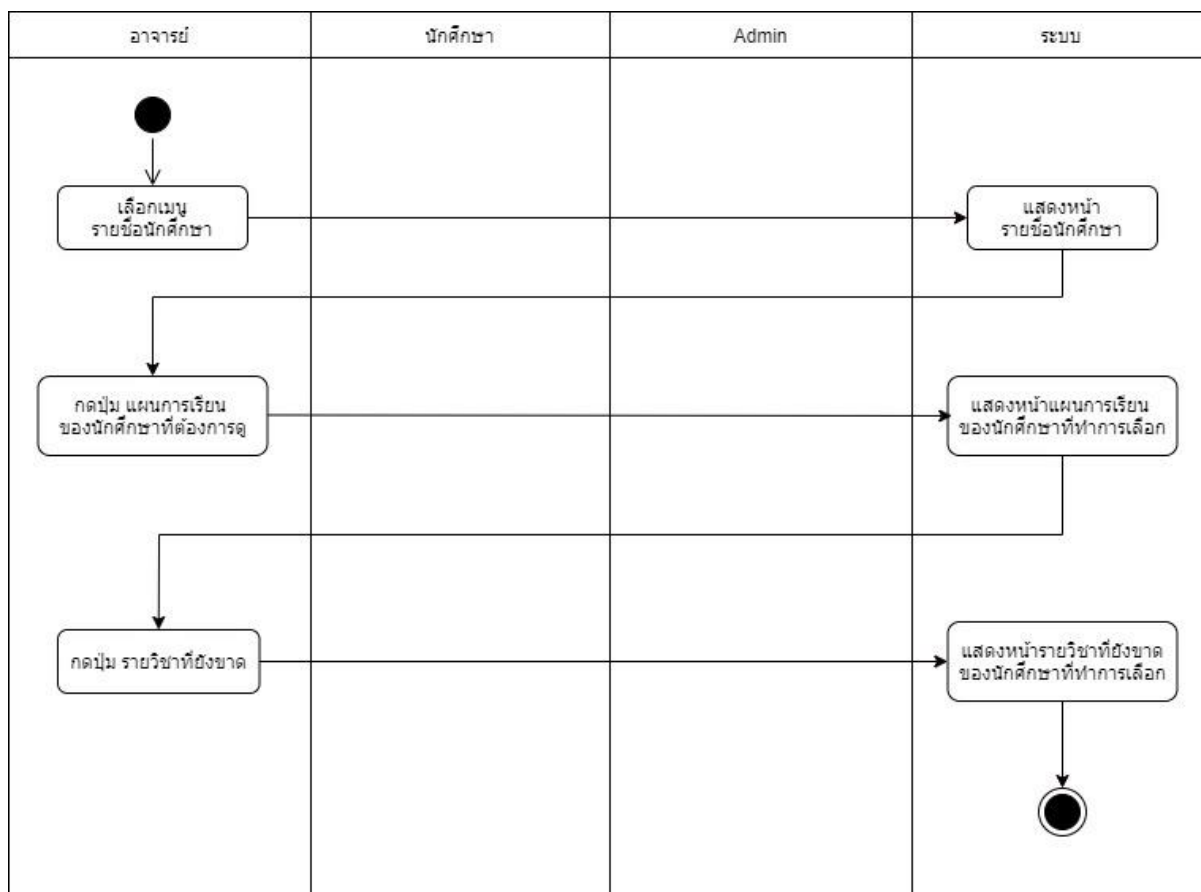 อาจารย์
นักศึกษา
Admin
ระบบ
เลือกเมนู
รายชื่อนักศึกษา
แสดงหน้า
รายชื่อนักศึกษา
กดปุ่ม แผนการเรียน
ของนักศึกษาที่ต้องการดู
แสดงหน้าแผนการเรียน
ของนักศึกษาที่ทำการเลือก
กดปุ่ม รายวิชาที่ยังขาด
แสดงหน้ารายวิชาที่ยังขาด
ของนักศึกษาที่ทำการเลือก